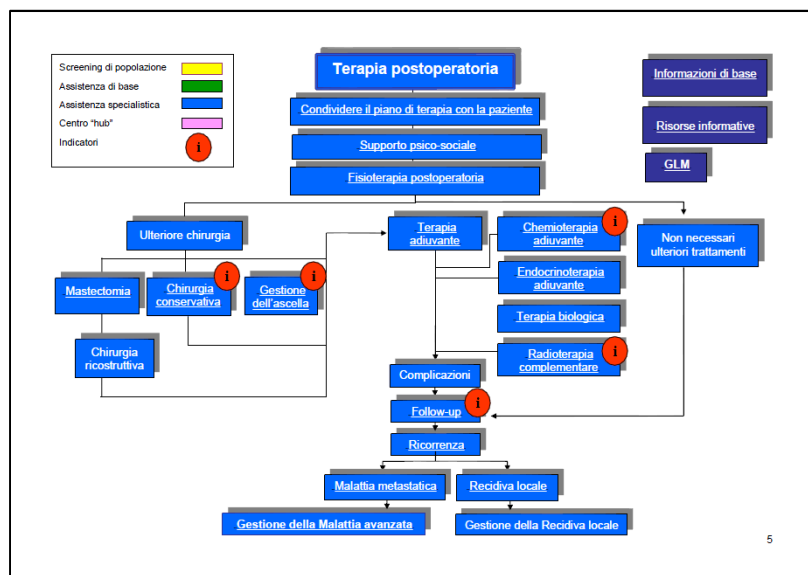 Screening di popolazione
Assistenza di base
Assistenza specialistica
Centro “hub”
Indicatori
i
Terapia postoperatoria
Condividere il piano di terapia con la paziente
Supporto psico-sociale
Fisioterapia postoperatoria
Informazioni di base
Risorse informative
GLM
Ulteriore chirurgia
Terapia
adiuvante
Chemioterapia
adiuvante
i
Non necessari
ulteriori trattamenti
Mastectomia
Chirurgia
conservativa
i
Gestione
dell'ascella
i
Endocrinoterapia
adiuvante
Terapia biologica
Chirurgia
ricostruttiva
Radioterapia
complementare
i
Complicazioni
Follow-up
i
Ricorrenza
Malattia metastatica
Recidiva locale
Gestione della Malattia avanzata
Gestione della Recidiva locale
5